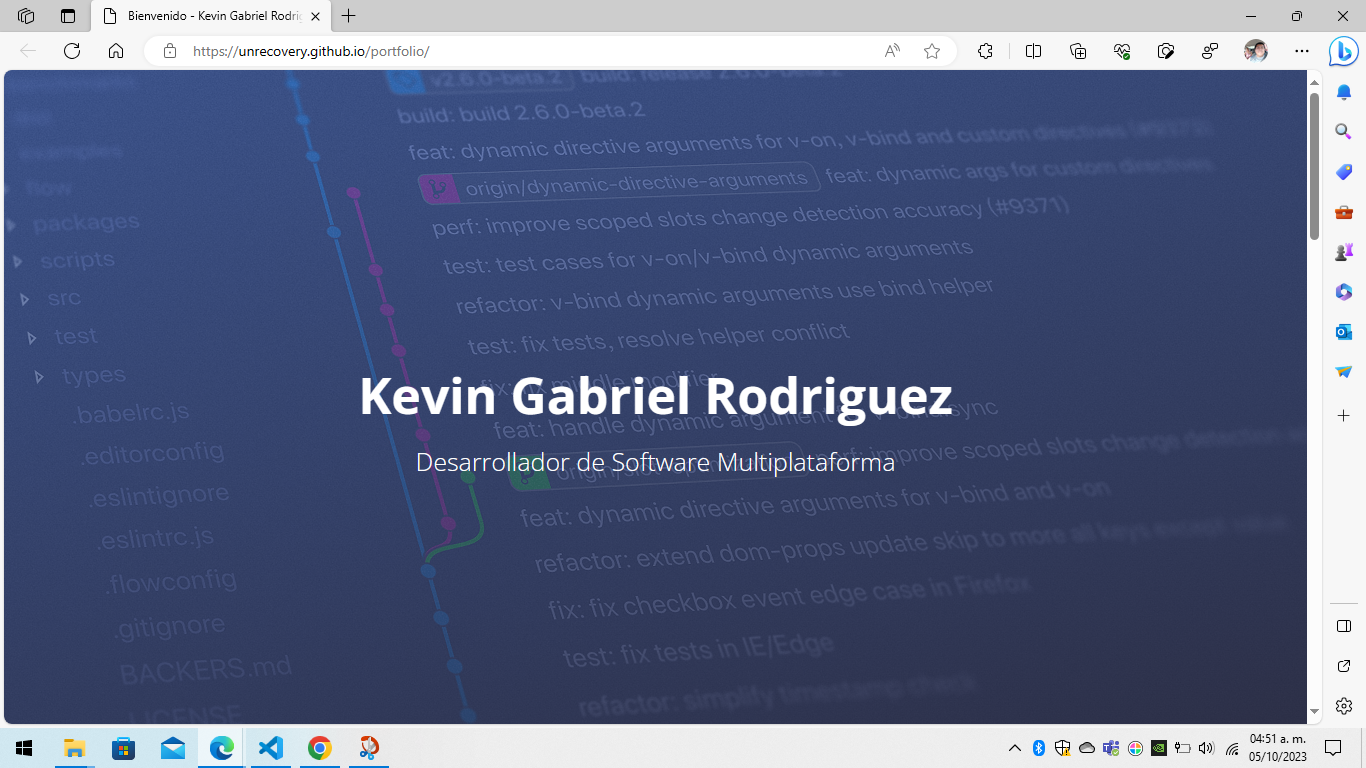 Bienvenido - Kevin Gabriel Rodri
https://unrecovery.github.io/portfolio/
v2.6.0-beta.2 build: release 2.6.0-beta.2
build: build 2.6.0-beta.2
feat: dynamic directive arguments for v-on, v-bind and custom directives (#9373)
origin/dynamic-directive-arguments feat: dynamic args for custom directives
perf: improve scoped slots change detection accuracy (#9371)
test: test cases for v-on/v-bind dynamic arguments
refactor: v-bind dynamic arguments use bind helper
test: fix tests, resolve helper conflict
fix: fix middle modifier
feat: handle dynamic argument v-bind.sync
perf: improve scoped slots change detection
feat: dynamic directive arguments for v-bind and v-on
refactor: extend dom-props update skip to more all keys except value
fix: fix checkbox event edge case in Firefox
test: fix tests in IE/Edge
refactor: simplify timestamp check
examples
flow
packages
scripts
src
test
types
.babelrc.js
.editorconfig
.eslintignore
.eslintrc.js
.flowconfig
.gitignore
BACKERS.md
LICENSE
Kevin Gabriel Rodriguez
Desarrollador de Software Multiplataforma
04:51 a. m.
05/10/2023